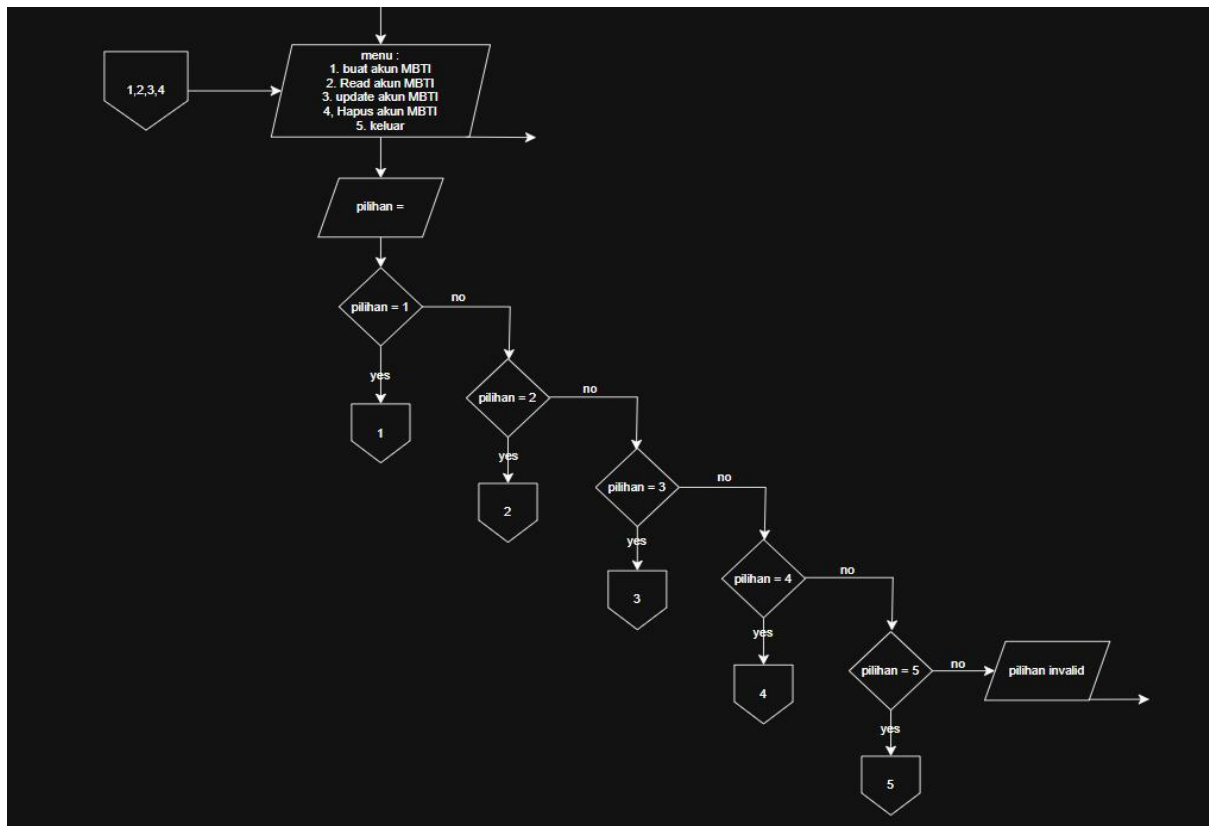 menu :
1. buat akun MBTI
2. Read akun MBTI
3. update akun MBTI
4, Hapus akun MBTI
5. keluar
1,2,3,4
pilihan =
pilihan = 1
no
yes
1
pilihan = 2
no
yes
2
pilihan = 3
no
yes
3
pilihan = 4
no
yes
4
pilihan = 5
no
pilihan invalid
yes
5